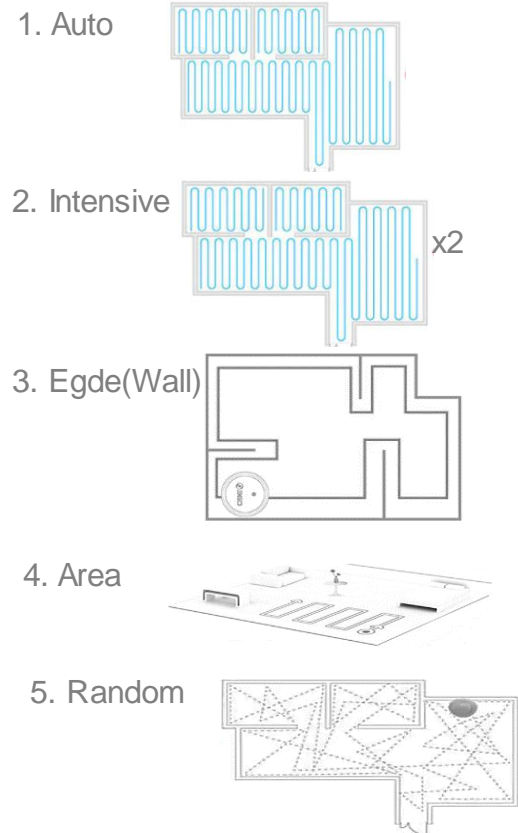 1. Auto
2. Intensive
x2
3. Egde(Wall)
4. Area
5. Random